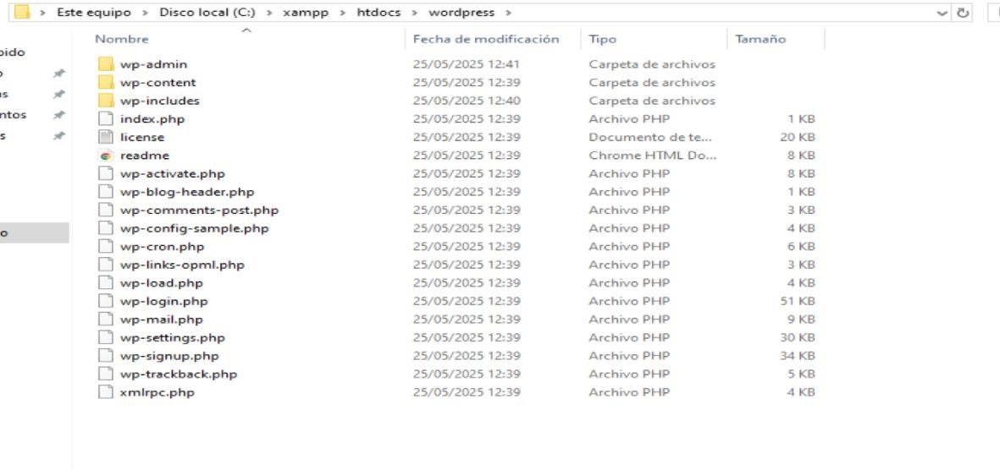 Este equipo > Disco local (C:) > xampp > htdocs > wordpress >
Nombre Fecha de modificación Tipo Tamaño
wp-admin 25/05/2025 12:41 Carpeta de archivos
wp-content 25/05/2025 12:39 Carpeta de archivos
wp-includes 25/05/2025 12:40 Carpeta de archivos
index.php 25/05/2025 12:39 Archivo PHP 1 KB
license 25/05/2025 12:39 Documento de te... 20 KB
readme 25/05/2025 12:39 Chrome HTML Do... 8 KB
wp-activate.php 25/05/2025 12:39 Archivo PHP 8 KB
wp-blog-header.php 25/05/2025 12:39 Archivo PHP 1 KB
wp-comments-post.php 25/05/2025 12:39 Archivo PHP 3 KB
wp-config-sample.php 25/05/2025 12:39 Archivo PHP 4 KB
wp-cron.php 25/05/2025 12:39 Archivo PHP 6 KB
wp-links-opml.php 25/05/2025 12:39 Archivo PHP 3 KB
wp-load.php 25/05/2025 12:39 Archivo PHP 4 KB
wp-login.php 25/05/2025 12:39 Archivo PHP 51 KB
wp-mail.php 25/05/2025 12:39 Archivo PHP 9 KB
wp-settings.php 25/05/2025 12:39 Archivo PHP 30 KB
wp-signup.php 25/05/2025 12:39 Archivo PHP 34 KB
wp-trackback.php 25/05/2025 12:39 Archivo PHP 5 KB
xmlrpc.php 25/05/2025 12:39 Archivo PHP 4 KB